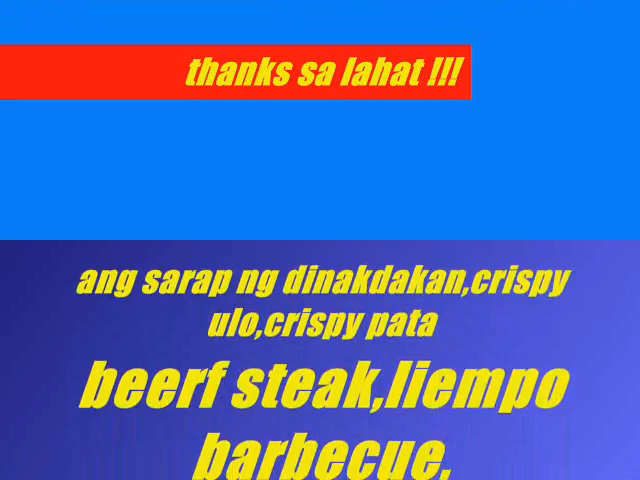 thanks sa lahat !!!
ang sarap ng dinakdakan,crispy
ulo,crispy pata
beerf steak,liempo
barbecue,